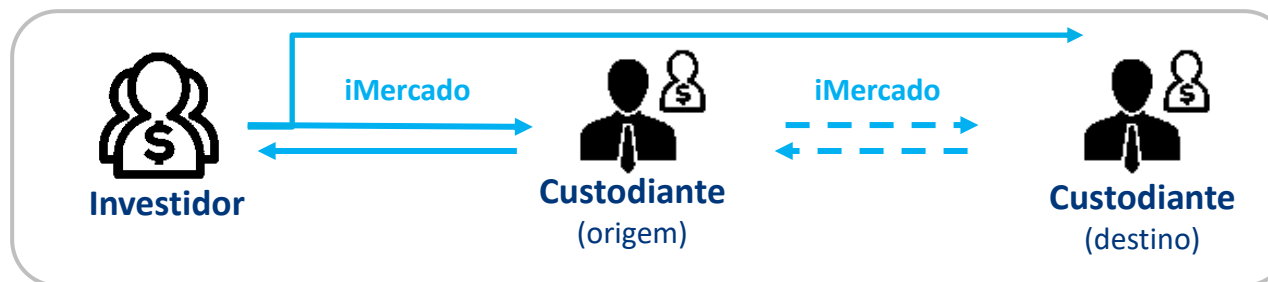 iMercado
iMercado
$
$
$
Investidor
Custodiante
(origem)
Custodiante
(destino)